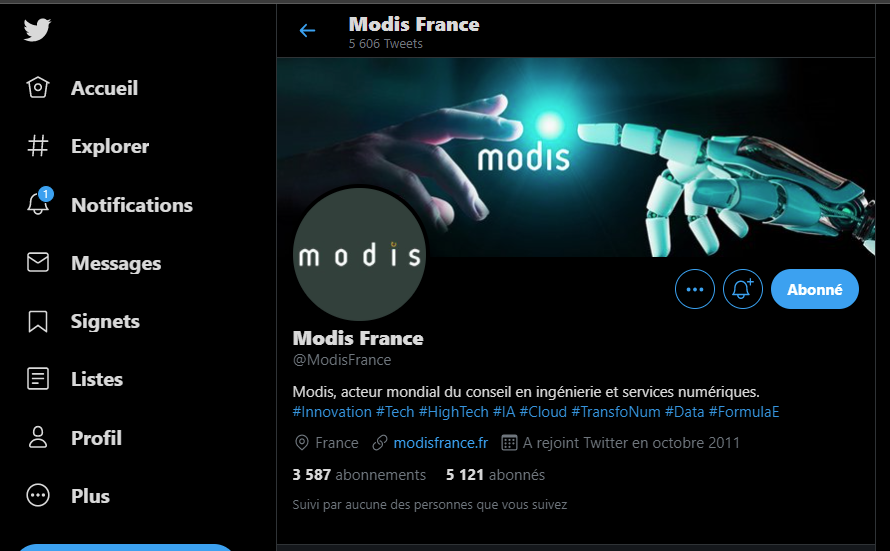 Modis France
5 606 Tweets
Accueil
Explorer
1
Notifications
Messages
Signets
Listes
Profil
Plus
modis
modis
Abonné
Modis France
@ModisFrance
Modis, acteur mondial du conseil en ingénierie et services numériques.
#Innovation #Tech #HighTech #IA #Cloud #TransfoNum #Data #FormulaE
France modisfrance.fr A rejoint Twitter en octobre 2011
3 587 abonnements 5 121 abonnés
Suivi par aucune des personnes que vous suivez